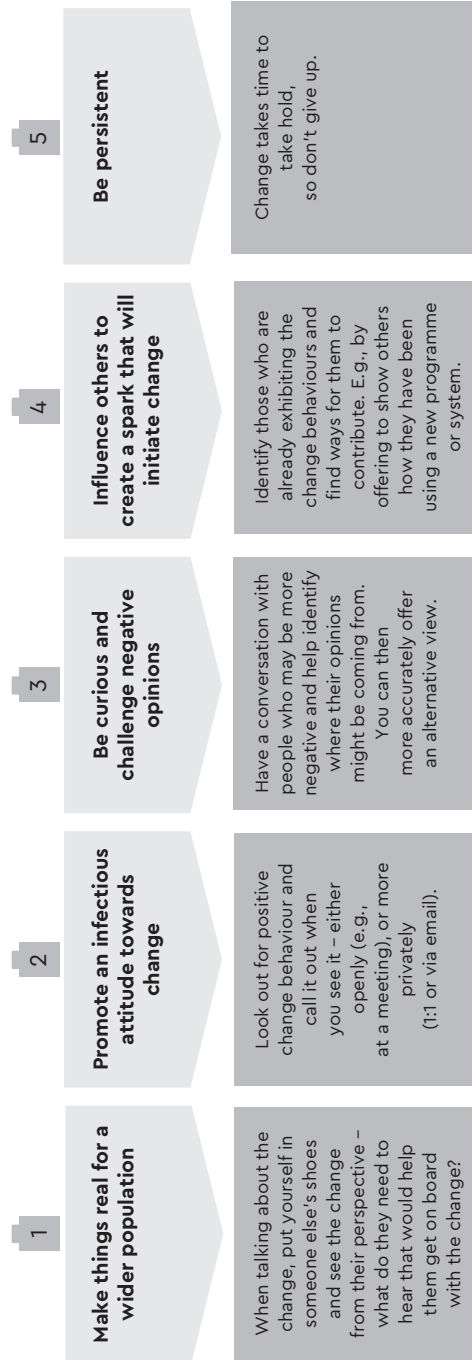 1
Make things real for a
wider population
When talking about the
change, put yourself in
someone else's shoes
and see the change
from their perspective –
what do they need to
hear that would help
them get on board
with the change?
2
Promote an infectious
attitude towards
change
Look out for positive
change behaviour and
call it out when
you see it – either
openly (e.g.,
at a meeting), or more
privately
(1:1 or via email).
3
Be curious and
challenge negative
opinions
Have a conversation with
people who may be more
negative and help identify
where their opinions
might be coming from.
You can then
more accurately offer
an alternative view.
4
Influence others to
create a spark that will
initiate change
Identify those who are
already exhibiting the
change behaviours and
find ways for them to
contribute. E.g., by
offering to show others
how they have been
using a new programme
or system.
5
Be persistent
Change takes time to
take hold,
so don't give up.